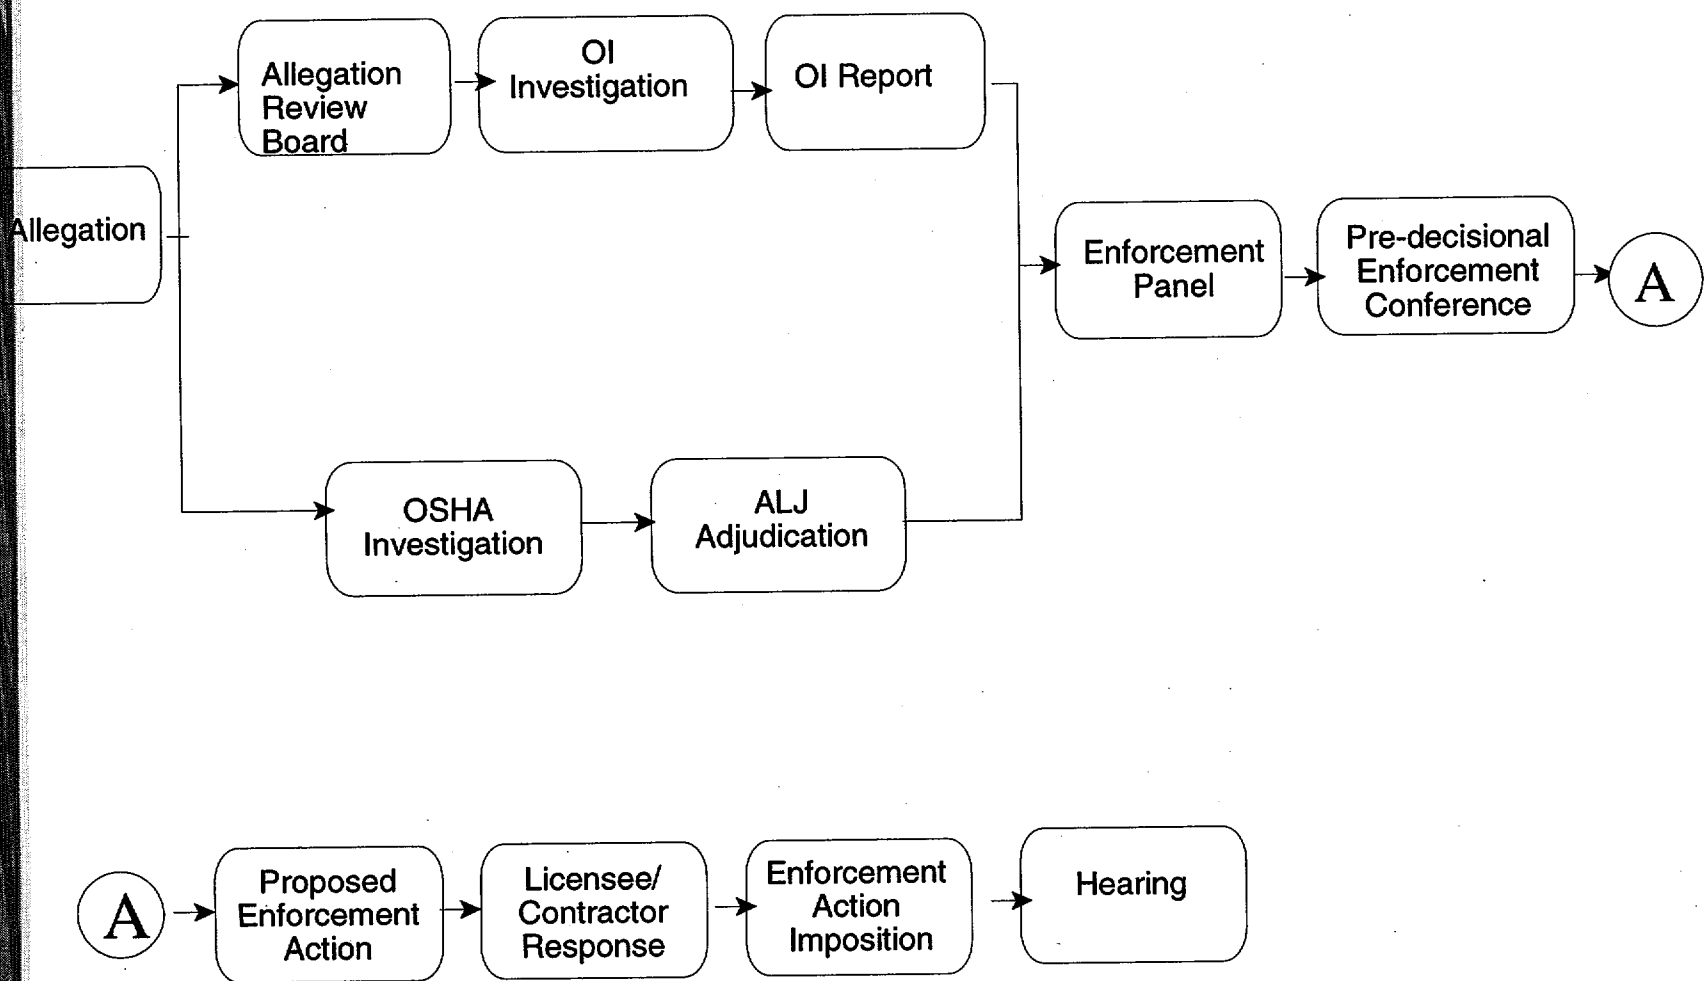 Allegation
Allegation
Review
Board
OI
Investigation
OI Report
OSHA
Investigation
ALJ
Adjudication
Enforcement
Panel
Pre-decisional
Enforcement
Conference
A
A
Proposed
Enforcement
Action
Licensee/
Contractor
Response
Enforcement
Action
Imposition
Hearing